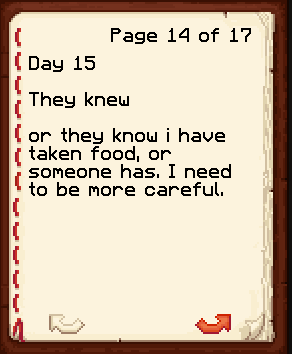 Page 14 of 17
Day 15
They knew
or they know i have
taken food, or
someone has. I need
to be more careful.